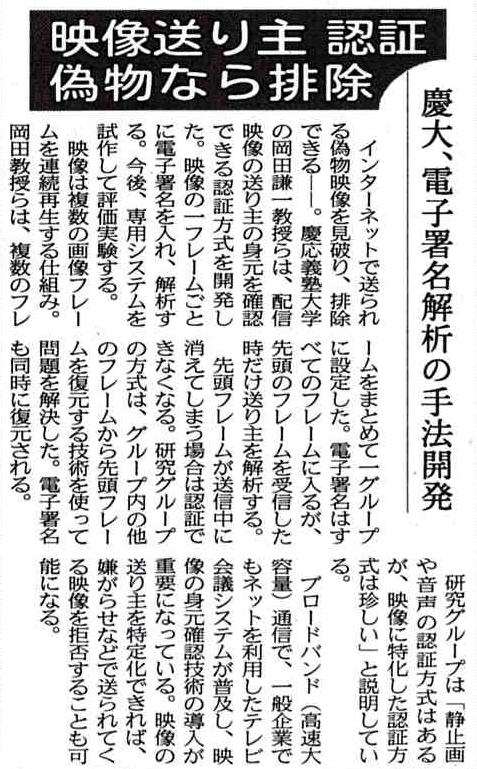 映像送り主 認証
偽物なら排除
慶大、電子署名解析の手法開発
インターネットで送られ
る偽物映像を見破り、排除
できる――。慶応義塾大学
の岡田謙一教授らは、配信
映像の送り主の身元を確認
できる認証方式を開発し
た。映像の一フレームごと
に電子署名を入れ、解析す
る。今後、専用システムを
試作して評価実験する。
映像は複数の画像フレー
ムを連続再生する仕組み。
岡田教授らは、複数のフレ
ームをまとめて一グループ
に設定した。電子署名はす
べてのフレームに入るが、
先頭のフレームを受信した
時だけ送り主を解析する。
先頭フレームが送信中に
消えてしまう場合は認証で
きなくなる。研究グループ
の方式は、グループ内の他
のフレームから先頭フレー
ムを復元する技術を使って
問題を解決した。電子署名
も同時に復元される。
研究グループは「静止画
や音声の認証方式はある
が、映像に特化した認証方
式は珍しい」と説明してい
る。
ブロードバンド（高速大
容量）通信で、一般企業で
もネットを利用したテレビ
会議システムが普及し、映
像の身元確認技術の導入が
重要になっている。映像の
送り主を特定化できれば、
嫌がらせなどで送られてく
る映像を拒否することも可
能になる。